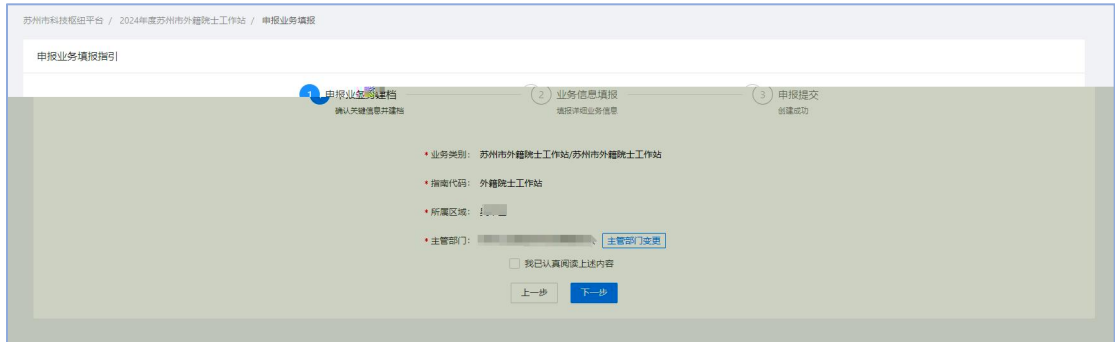 苏州市科技枢纽平台 / 2024年度苏州市外籍院士工作站 / 申报业务填报
申报业务填报指引
1 申报业务建档
确认关键信息并建档
2 业务信息填报
填报详细业务信息
3 申报提交
创建成功
* 业务类别: 苏州市外籍院士工作站/苏州市外籍院士工作站
* 指南代码: 外籍院士工作站
* 所属区域:
* 主管部门: 主管部门变更
我已认真阅读上述内容
上一步 下一步